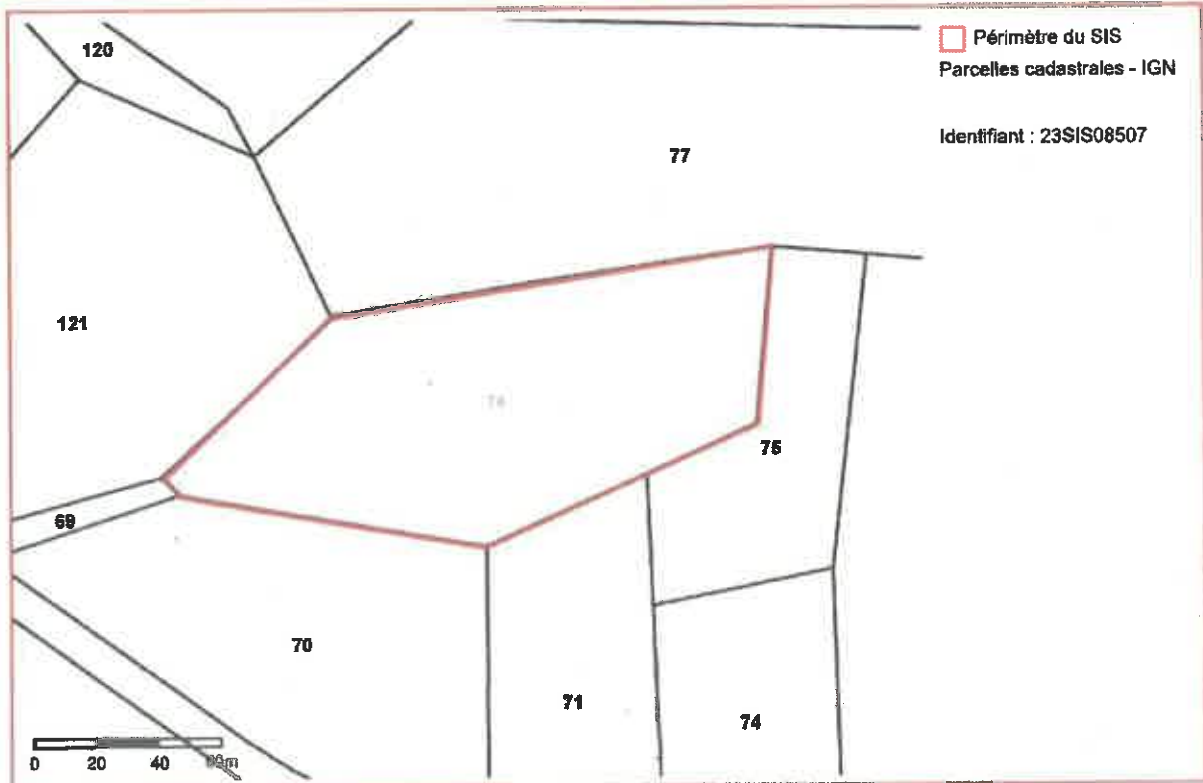 120
Périmètre du SIS
Parcelles cadastrales - IGN
Identifiant : 23SIS08507
77
121
75
69
70
71
74
0 20 40 60m